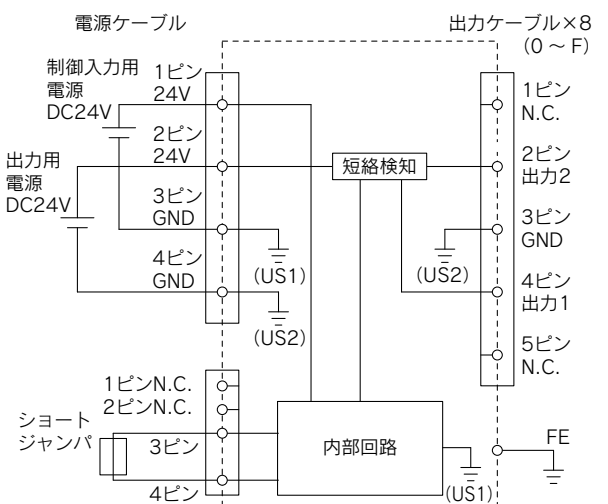 電源ケーブル
出力ケーブル×8
(0 ～ F)
制御入力用
電源
DC24V
1ピン
24V
2ピン
24V
出力用
電源
DC24V
3ピン
GND
4ピン
GND
(US1)
(US2)
短絡検知
1ピン
N.C.
2ピン
出力2
3ピン
GND
(US2)
4ピン
出力1
5ピン
N.C.
1ピンN.C.
2ピンN.C.
ショート
ジャンパ
3ピン
4ピン
内部回路
(US1)
FE